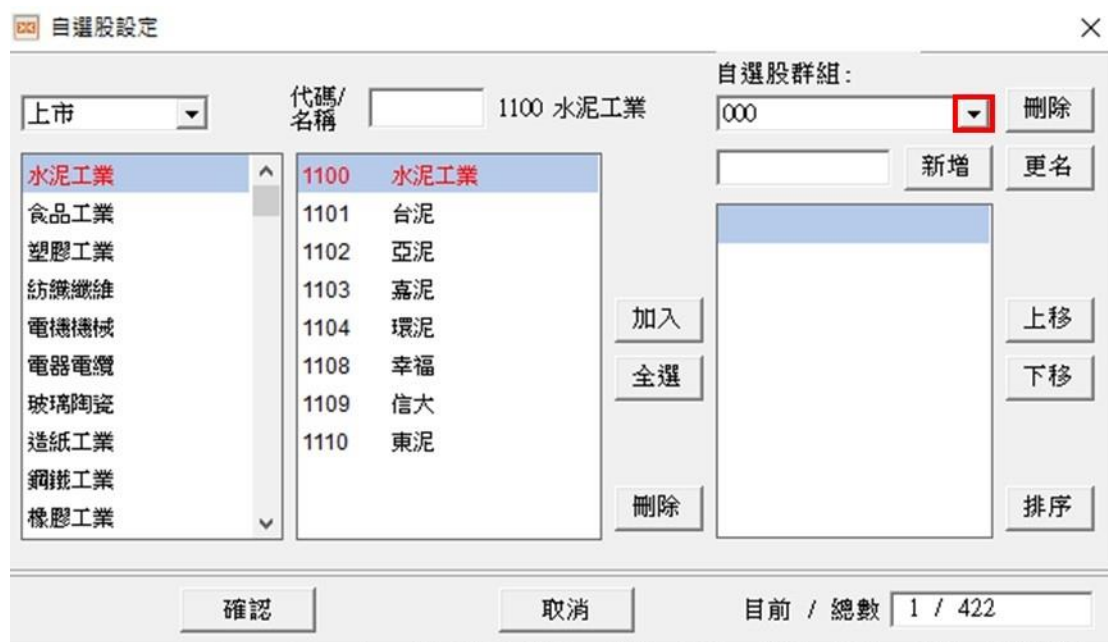 自選股設定
自選股群組:
上市
代碼/
名稱
1100 水泥工業
000
刪除
新增
更名
水泥工業
食品工業
塑膠工業
紡織纖維
電機機械
電器電纜
玻璃陶瓷
造紙工業
鋼鐵工業
橡膠工業
1100 水泥工業
1101 台泥
1102 亞泥
1103 嘉泥
1104 環泥
1108 幸福
1109 信大
1110 東泥
加入
全選
刪除
上移
下移
排序
確認
取消
目前 / 總數 1 / 422